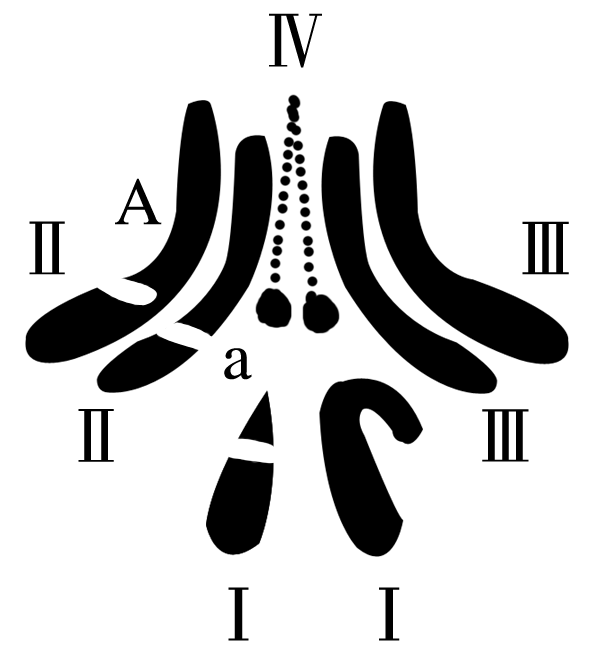 Ⅳ
A
Ⅱ Ⅲ
a
Ⅱ Ⅲ
Ⅰ Ⅰ